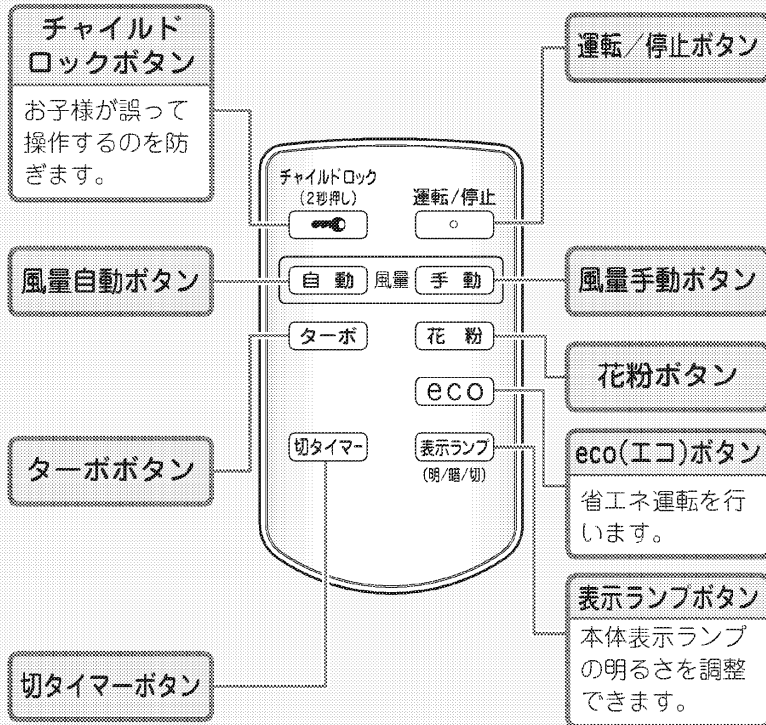 チャイルド
ロックボタン
お子様が誤って
操作するのを防
ぎます。
運転／停止ボタン
チャイルドロック
(2秒押し)
運転/停止
風量自動ボタン
自動 風量 手動
風量手動ボタン
ターボ
花粉
花粉ボタン
eco
ターボボタン
切タイマー
表示ランプ
(明/暗/切)
eco(エコ)ボタン
省エネ運転を行
います。
表示ランプボタン
本体表示ランプ
の明るさを調整
できます。
切タイマーボタン